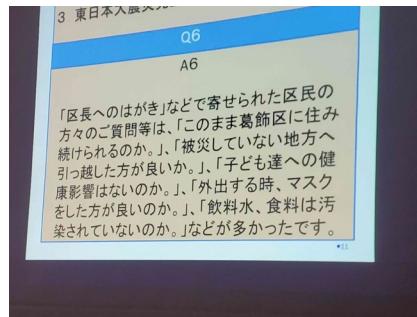 3 東日本大震災
Q6
A6
「区長へのはがき」などで寄せられた区民の
方々のご質問等は、「このまま葛飾区に住み
続けられるのか。」、「被災していない地方へ
引っ越した方が良いか。」、「子ども達への健
康影響はないのか。」、「外出する時、マスク
をした方が良いのか。」、「飲料水、食料は汚
染されていないのか。」などが多かったです。
•11